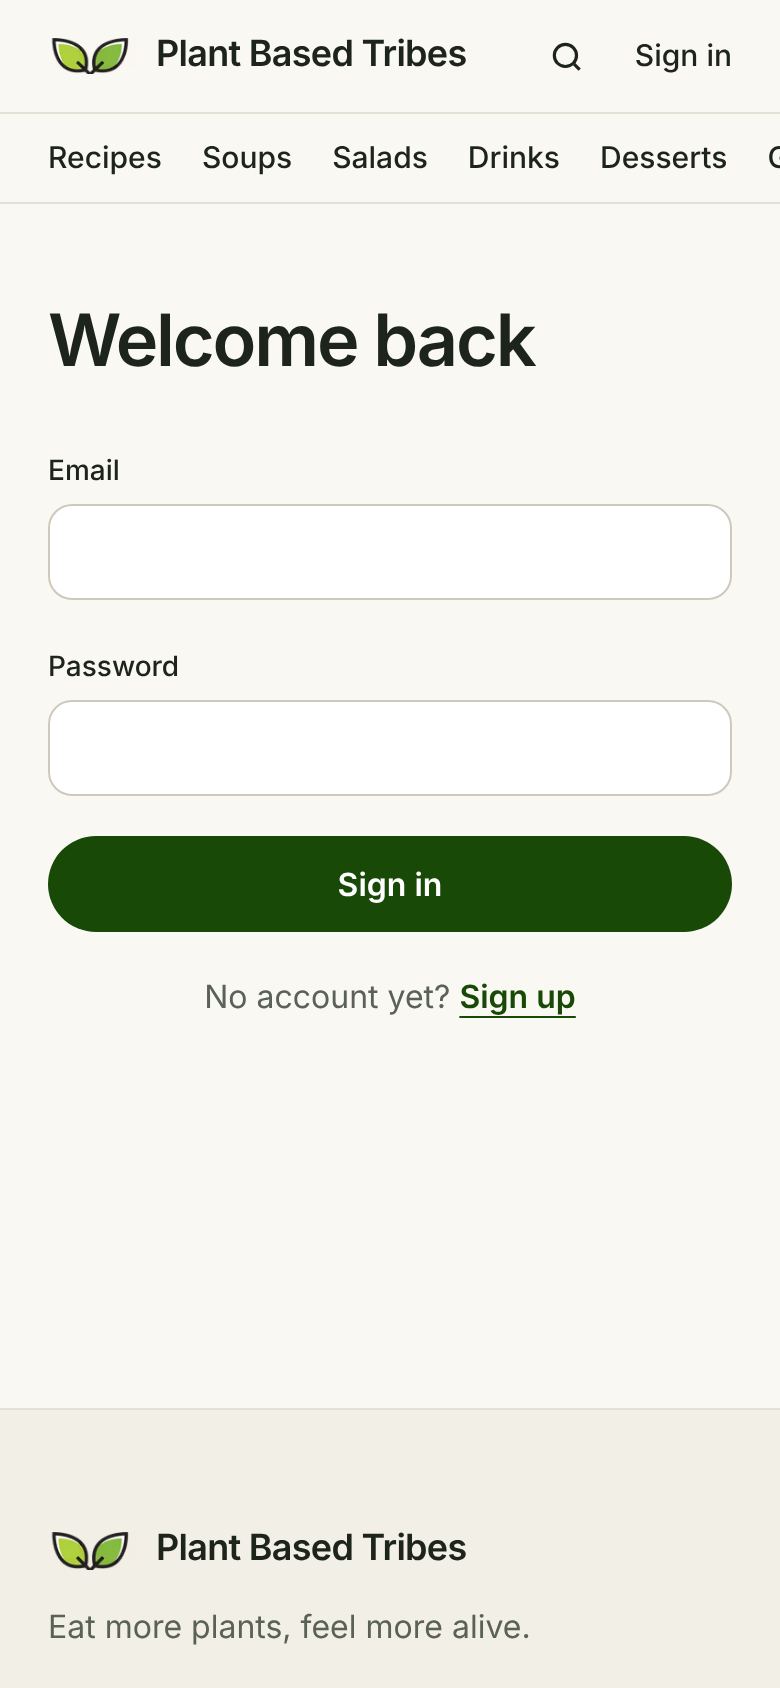 Plant Based Tribes
Sign in
Recipes Soups Salads Drinks Desserts
Welcome back
Email
Password
Sign in
No account yet? Sign up
Plant Based Tribes
Eat more plants, feel more alive.